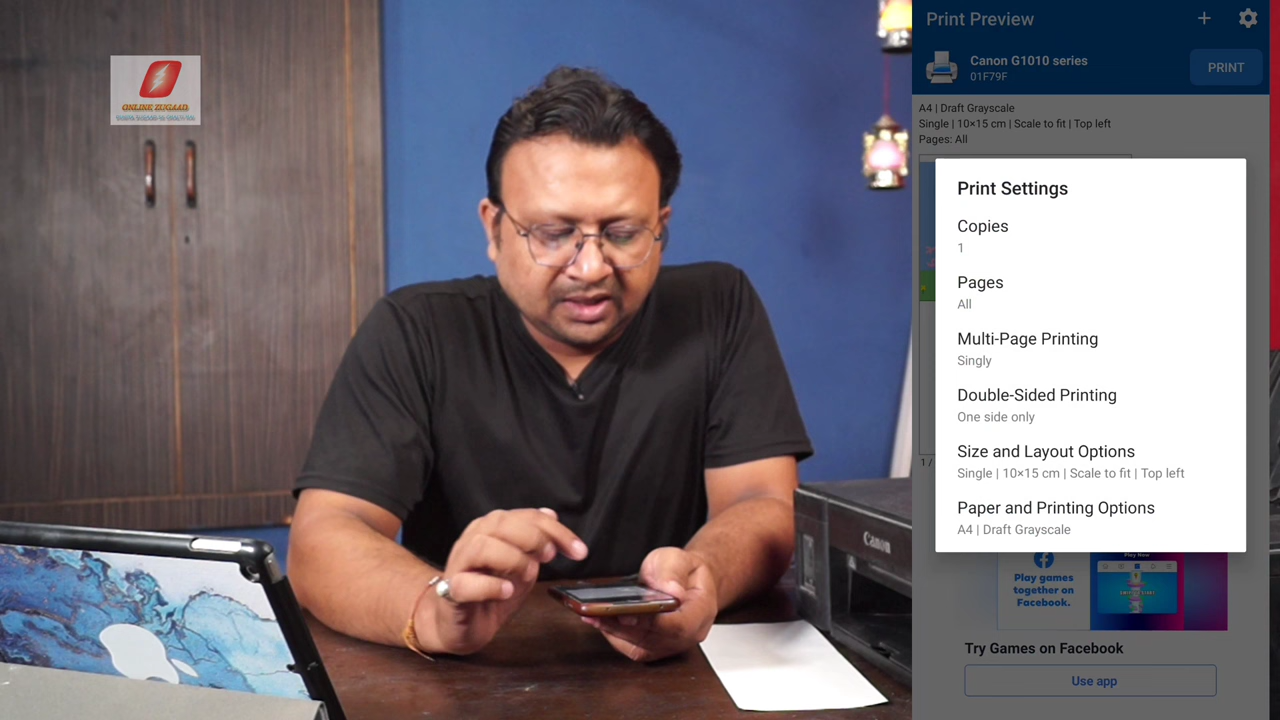 ONLINE ZUGAAD
Print Preview
Canon G1010 series
01F79F
PRINT
A4 | Draft Grayscale
Single | 10×15 cm | Scale to fit | Top left
Pages: All
Print Settings
Copies
1
Pages
All
Multi-Page Printing
Singly
Double-Sided Printing
One side only
Size and Layout Options
Single | 10×15 cm | Scale to fit | Top left
Paper and Printing Options
A4 | Draft Grayscale
1 /
Canon
Play games
together on
Facebook.
Play Now
Try Games on Facebook
Use app